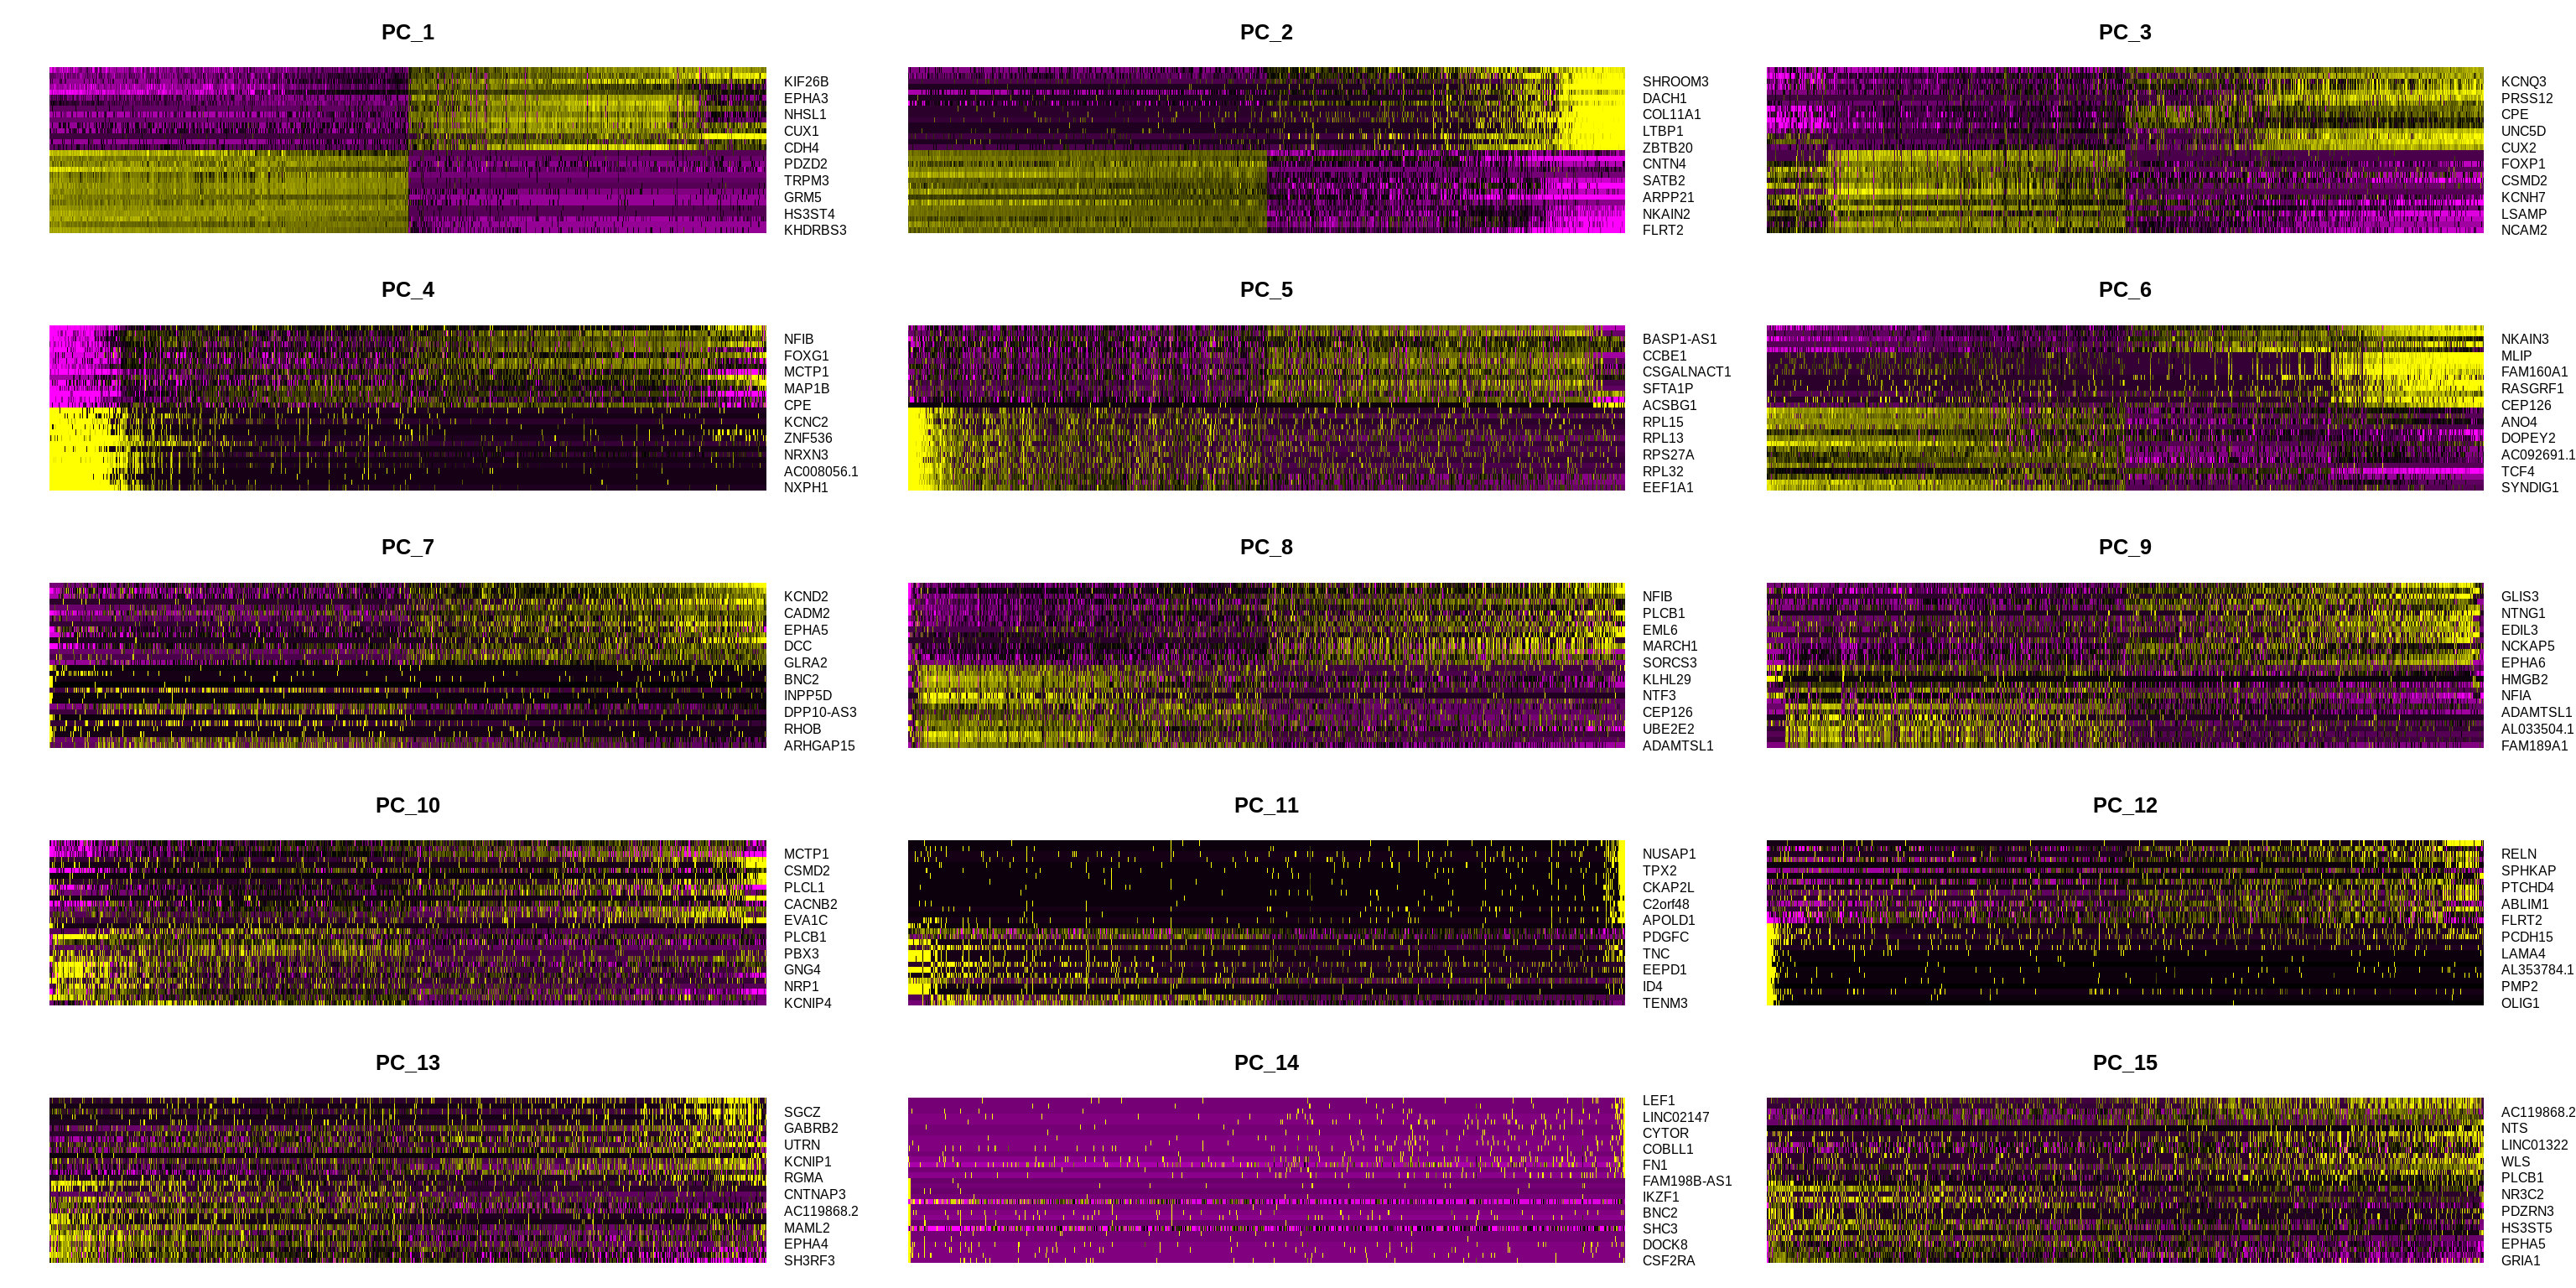 PC_1
KIF26B
EPHA3
NHSL1
CUX1
CDH4
PDZD2
TRPM3
GRM5
HS3ST4
KHDRBS3
PC_2
SHROOM3
DACH1
COL11A1
LTBP1
ZBTB20
CNTN4
SATB2
ARPP21
NKAIN2
FLRT2
PC_3
KCNQ3
PRSS12
CPE
UNC5D
CUX2
FOXP1
CSMD2
KCNH7
LSAMP
NCAM2
PC_4
NFIB
FOXG1
MCTP1
MAP1B
CPE
KCNC2
ZNF536
NRXN3
AC008056.1
NXPH1
PC_5
BASP1-AS1
CCBE1
CSGALNACT1
SFTA1P
ACSBG1
RPL15
RPL13
RPS27A
RPL32
EEF1A1
PC_6
NKAIN3
MLIP
FAM160A1
RASGRF1
CEP126
ANO4
DOPEY2
AC092691.1
TCF4
SYNDIG1
PC_7
KCND2
CADM2
EPHA5
DCC
GLRA2
BNC2
INPP5D
DPP10-AS3
RHOB
ARHGAP15
PC_8
NFIB
PLCB1
EML6
MARCH1
SORCS3
KLHL29
NTF3
CEP126
UBE2E2
ADAMTSL1
PC_9
GLIS3
NTNG1
EDIL3
NCKAP5
EPHA6
HMGB2
NFIA
ADAMTSL1
AL033504.1
FAM189A1
PC_10
MCTP1
CSMD2
PLCL1
CACNB2
EVA1C
PLCB1
PBX3
GNG4
NRP1
KCNIP4
PC_11
NUSAP1
TPX2
CKAP2L
C2orf48
APOLD1
PDGFC
TNC
EEPD1
ID4
TENM3
PC_12
RELN
SPHKAP
PTCHD4
ABLIM1
FLRT2
PCDH15
LAMA4
AL353784.1
PMP2
OLIG1
PC_13
SGCZ
GABRB2
UTRN
KCNIP1
RGMA
CNTNAP3
AC119868.2
MAML2
EPHA4
SH3RF3
PC_14
LEF1
LINC02147
CYTOR
COBLL1
FN1
FAM198B-AS1
IKZF1
BNC2
SHC3
DOCK8
CSF2RA
PC_15
AC119868.2
NTS
LINC01322
WLS
PLCB1
NR3C2
PDZRN3
HS3ST5
EPHA5
GRIA1